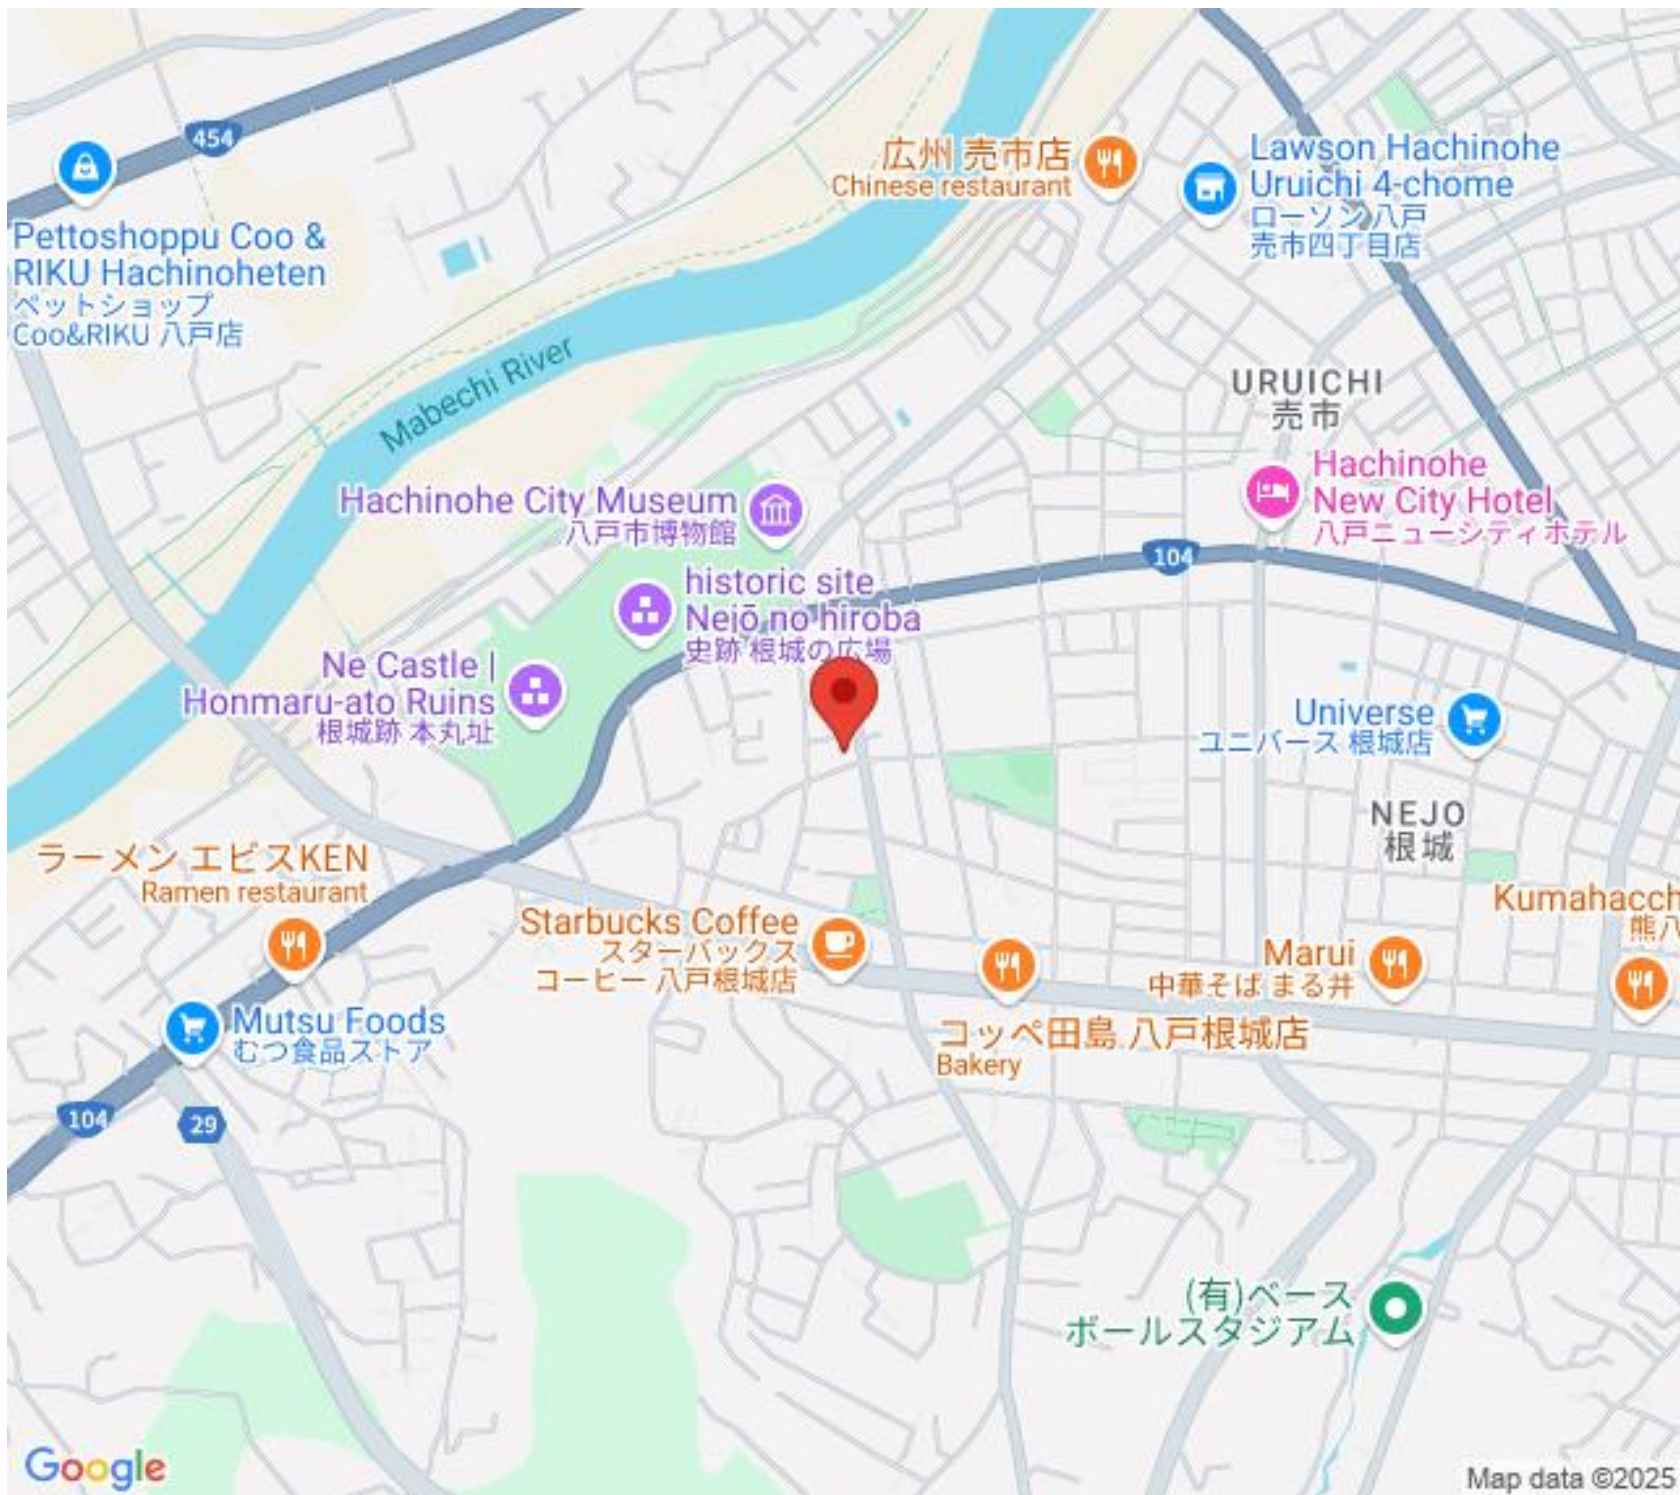 454
Pettoshoppu Coo &
RIKU Hachinoheten
ペットショップ
Coo&RIKU 八戸店
広州 売市店
Chinese restaurant
Lawson Hachinohe
Uruichi 4-chome
ローソン 八戸
売市四丁目店
Mabechi River
URUICHI
売市
Hachinohe
New City Hotel
八戸ニューシティホテル
Hachinohe City Museum
八戸市博物館
104
historic site
Nejō no hiroba
史跡 根城の広場
Ne Castle |
Honmaru-ato Ruins
根城跡 本丸址
Universe
ユニバース 根城店
NEJO
根城
ラーメン エビスKEN
Ramen restaurant
Starbucks Coffee
スターバックス
コーヒー 八戸根城店
Marui
中華そば まる井
Kumahacch
熊八
コッペ田島 八戸根城店
Bakery
Mutsu Foods
むつ食品ストア
104
29
(有)ベース
ボールスタジアム
Google
Map data ©2025